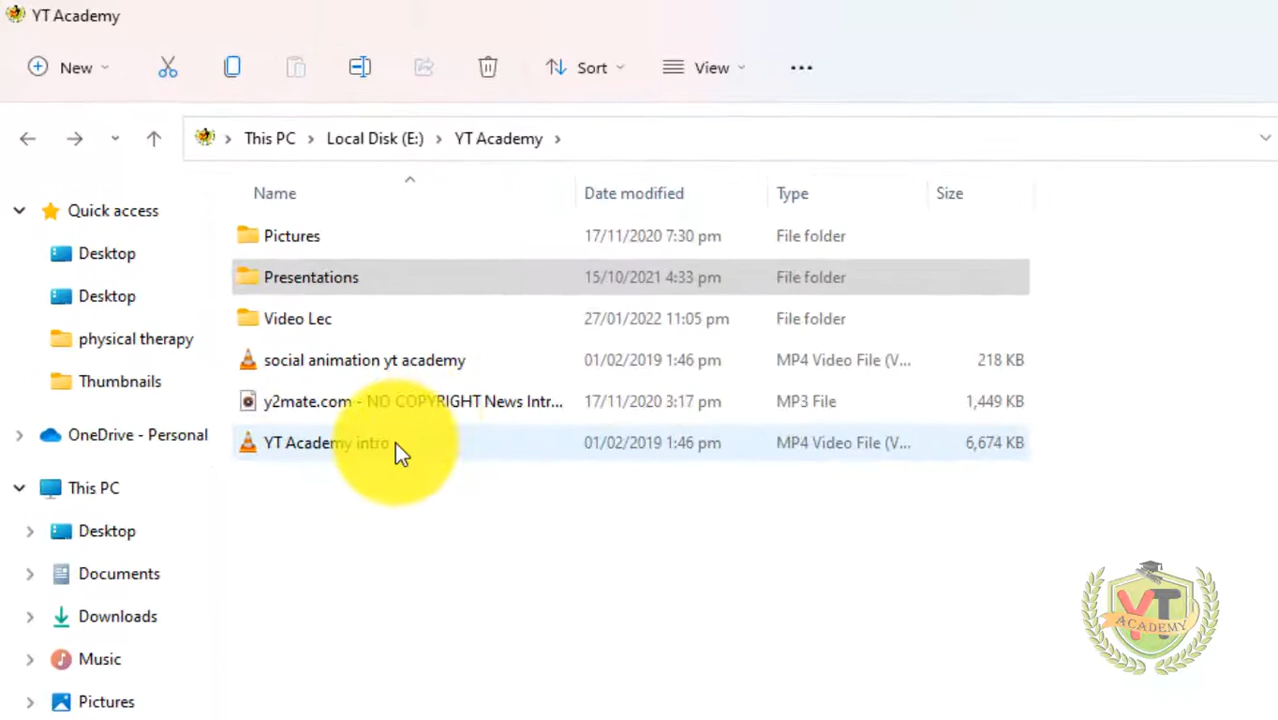 YT Academy
New
Sort
View
This PC > Local Disk (E:) > YT Academy >
Name Date modified Type Size
Quick access
Desktop
Desktop
physical therapy
Thumbnails
OneDrive - Personal
This PC
Desktop
Documents
Downloads
Music
Pictures
Pictures 17/11/2020 7:30 pm File folder
Presentations 15/10/2021 4:33 pm File folder
Video Lec 27/01/2022 11:05 pm File folder
social animation yt academy 01/02/2019 1:46 pm MP4 Video File (V... 218 KB
y2mate.com - NO COPYRIGHT News Intr... 17/11/2020 3:17 pm MP3 File 1,449 KB
YT Academy intro 01/02/2019 1:46 pm MP4 Video File (V... 6,674 KB
YT
ACADEMY